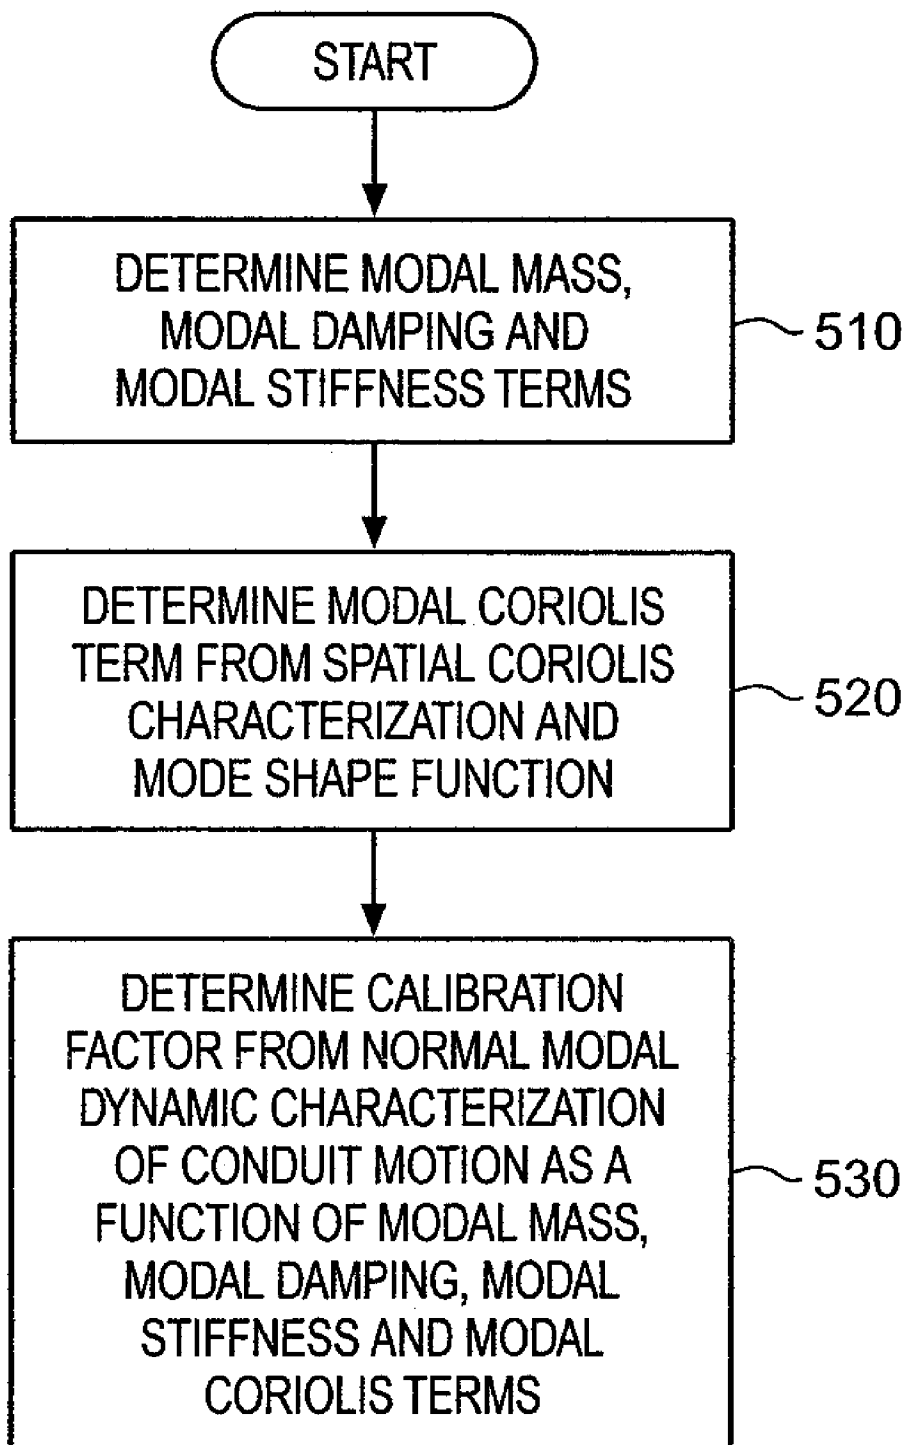 START
DETERMINE MODAL MASS,
MODAL DAMPING AND
MODAL STIFFNESS TERMS
510
DETERMINE MODAL CORIOLIS
TERM FROM SPATIAL CORIOLIS
CHARACTERIZATION AND
MODE SHAPE FUNCTION
520
DETERMINE CALIBRATION
FACTOR FROM NORMAL MODAL
DYNAMIC CHARACTERIZATION
OF CONDUIT MOTION AS A
FUNCTION OF MODAL MASS,
MODAL DAMPING, MODAL
STIFFNESS AND MODAL
CORIOLIS TERMS
530